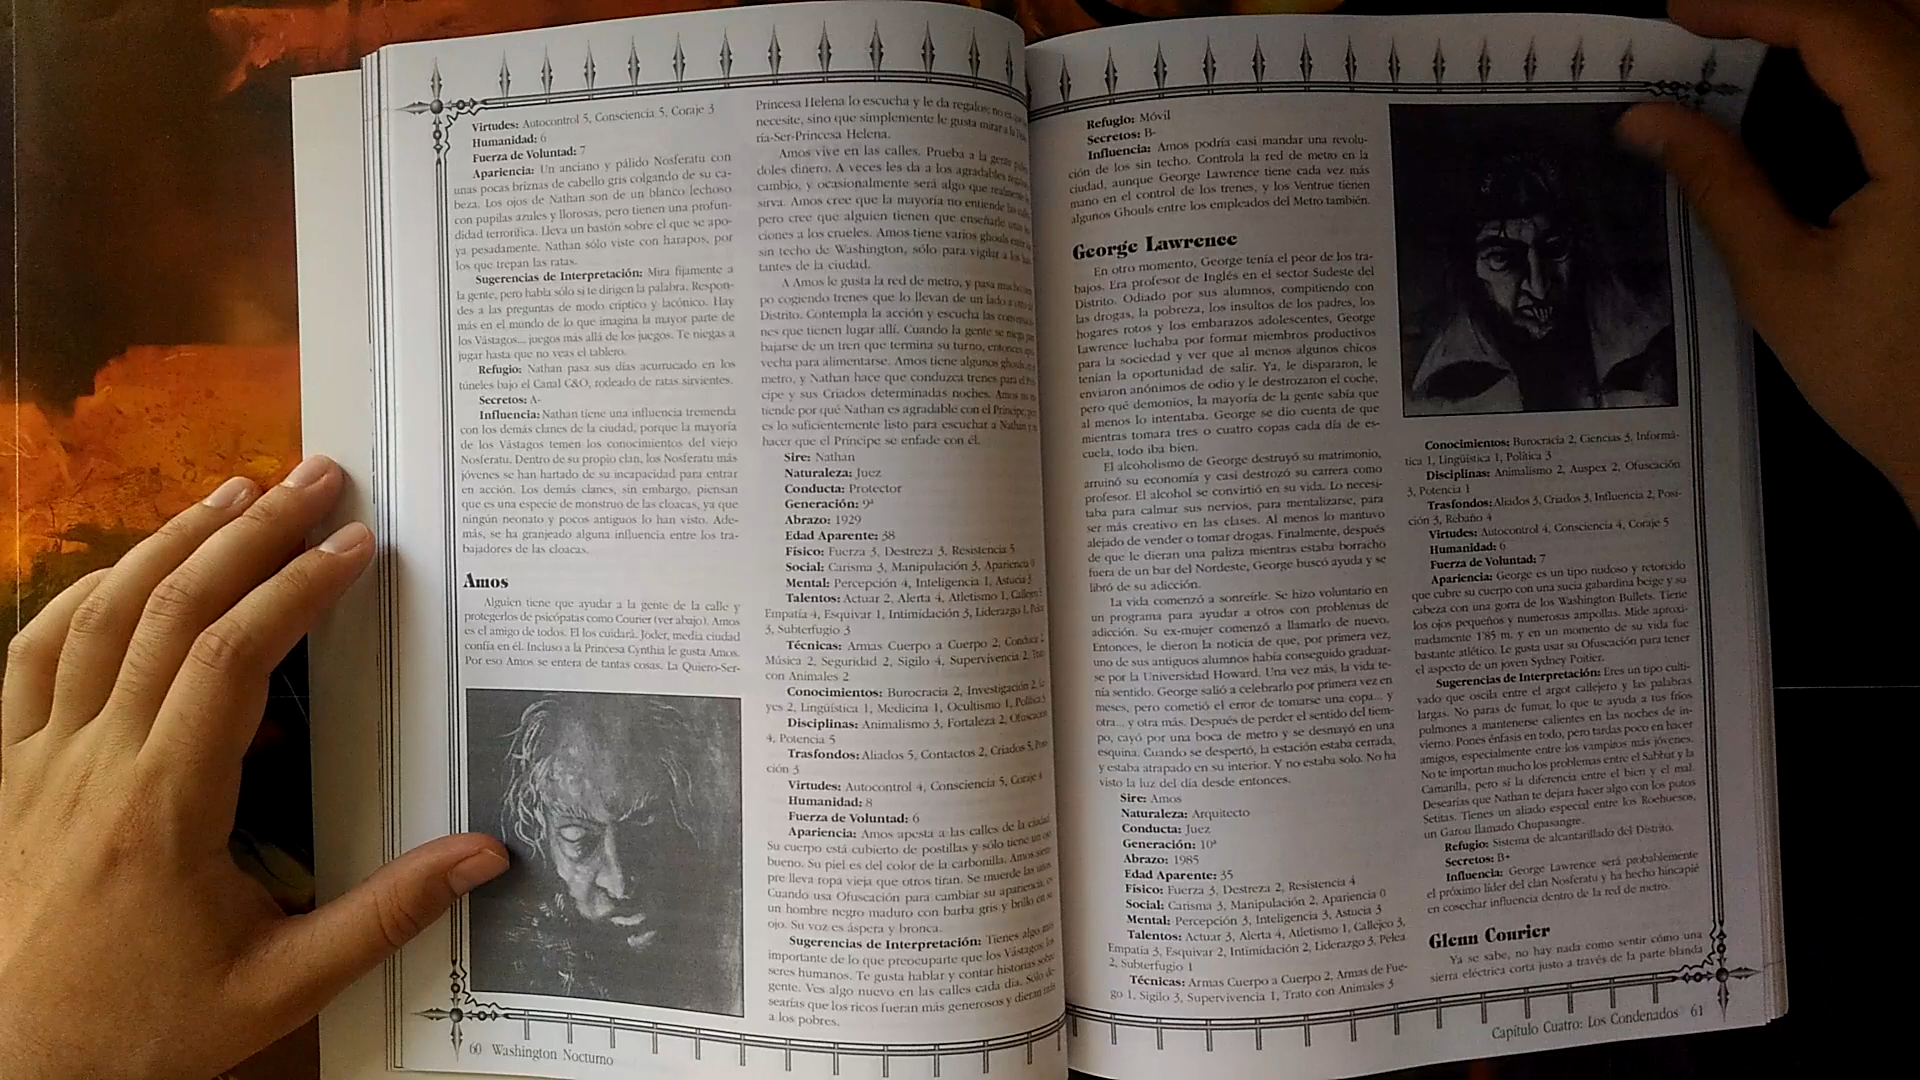 Virtudes: Autocontrol 5, Consciencia 5, Coraje 3
Humanidad: 6
Fuerza de Voluntad: 7
Apariencia: Un anciano y pálido Nosferatu con
unas pocas briznas de cabello gris colgando de su ca-
beza. Los ojos de Nathan son de un blanco lechoso
con pupilas azules y llorosas, pero tienen una profun-
didad terrorífica. Lleva un bastón sobre el que se apo-
ya pesadamente. Nathan sólo viste con harapos, por
los que trepan las ratas.
Sugerencias de Interpretación: Mira fijamente a
la gente, pero habla sólo si te dirigen la palabra. Respon-
des a las preguntas de modo críptico y lacónico. Hay
más en el mundo de lo que imagina la mayor parte de
los Vástagos... juegos más allá de los juegos. Te niegas a
jugar hasta que no veas el tablero.
Refugio: Nathan pasa sus días acurrucado en los
túneles bajo el Canal C&O, rodeado de ratas sirvientes.
Secretos: A-
Influencia: Nathan tiene una influencia tremenda
con los demás clanes de la ciudad, porque la mayoría
de los Vástagos temen los conocimientos del viejo
Nosferatu. Dentro de su propio clan, los Nosferatu más
jóvenes se han hartado de su incapacidad para entrar
en acción. Los demás clanes, sin embargo, piensan
que es una especie de monstruo de las cloacas, ya que
ningún neonato y pocos antiguos lo han visto. Ade-
más, se ha granjeado alguna influencia entre los tra-
bajadores de las cloacas.
Amos
Alguien tiene que ayudar a la gente de la calle y
protegerlos de psicópatas como Courier (ver abajo). Amos
es el amigo de todos. El los cuidará. Joder, media ciudad
confía en él. Incluso a la Princesa Cynthia le gusta Amos.
Por eso Amos se entera de tantas cosas. La Quiero-Ser-
60 Washington Nocturno
Princesa Helena lo escucha y le da regalos; no es que
necesite, sino que simplemente le gusta mirar a la
ría-Ser-Princesa Helena.
Amos vive en las calles. Prueba a la gente
doles dinero. A veces les da a los agradables
cambio, y ocasionalmente será algo que realmente
sirva. Amos cree que la mayoría no entiende las
pero cree que alguien tienen que enseñarle unas
ciones a los crueles. Amos tiene varios ghouls entre
sin techo de Washington, sólo para vigilar a los
tantes de la ciudad.
A Amos le gusta la red de metro, y pasa mucho
po cogiendo trenes que lo llevan de un lado a otro
Distrito. Contempla la acción y escucha las
nes que tienen lugar allí. Cuando la gente se niega
bajarse de un tren que termina su turno, entonces
vecha para alimentarse. Amos tiene algunos ghouls
metro, y Nathan hace que conduzca trenes para el
cipe y sus Criados determinadas noches. Amos
tiende por qué Nathan es agradable con el Príncipe,
es lo suficientemente listo para escuchar a Nathan
hacer que el Príncipe se enfade con él.
Sire: Nathan
Naturaleza: Juez
Conducta: Protector
Generación: 9ª
Abrazo: 1929
Edad Aparente: 38
Físico: Fuerza 3, Destreza 3, Resistencia 5
Social: Carisma 3, Manipulación 3, Apariencia 0
Mental: Percepción 4, Inteligencia 1, Astucia 3
Talentos: Actuar 2, Alerta 4, Atletismo 1, Callejeo
Empatía 4, Esquivar 1, Intimidación 3, Liderazgo 1, Pelea
3, Subterfugio 3
Técnicas: Armas Cuerpo a Cuerpo 2, Conducir
Música 2, Seguridad 2, Sigilo 4, Supervivencia 2, Trato
con Animales 2
Conocimientos: Burocracia 2, Investigación 2, Le-
yes 2, Lingüística 1, Medicina 1, Ocultismo 1, Política
Disciplinas: Animalismo 3, Fortaleza 2, Ofuscación
4, Potencia 5
Trasfondos: Aliados 5, Contactos 2, Criados 5, Posi-
ción 3
Virtudes: Autocontrol 4, Consciencia 5, Coraje 4
Humanidad: 8
Fuerza de Voluntad: 6
Apariencia: Amos apesta a las calles de la ciudad.
Su cuerpo está cubierto de postillas y sólo tiene un ojo
bueno. Su piel es del color de la carbonilla. Amos siem-
pre lleva ropa vieja que otros tiran. Se muerde las uñas.
Cuando usa Ofuscación para cambiar su apariencia, es
un hombre negro maduro con barba gris y brillo en su
ojo. Su voz es áspera y bronca.
Sugerencias de Interpretación: Tienes algo más
importante de lo que preocuparte que los Vástagos: los
seres humanos. Te gusta hablar y contar historias sobre
gente. Ves algo nuevo en las calles cada día. Sólo de-
searías que los ricos fueran más generosos y dieran más
a los pobres.
Refugio: Móvil
Secretos: B-
Influencia: Amos podría casi mandar una revolu-
ción de los sin techo. Controla la red de metro en la
ciudad, aunque George Lawrence tiene cada vez más
mano en el control de los trenes, y los Ventrue tienen
algunos Ghouls entre los empleados del Metro también.
George Lawrence
En otro momento, George tenía el peor de los tra-
bajos. Era profesor de Inglés en el sector Sudeste del
Distrito. Odiado por sus alumnos, compitiendo con
las drogas, la pobreza, los insultos de los padres, los
hogares rotos y los embarazos adolescentes, George
Lawrence luchaba por formar miembros productivos
para la sociedad y ver que al menos algunos chicos
tenían la oportunidad de salir. Ya, le dispararon, le
enviaron anónimos de odio y le destrozaron el coche,
pero qué demonios, la mayoría de la gente sabía que
al menos lo intentaba. George se dio cuenta de que
mientras tomara tres o cuatro copas cada día de es-
cuela, todo iba bien.
El alcoholismo de George destruyó su matrimonio,
arruinó su economía y casi destrozó su carrera como
profesor. El alcohol se convirtió en su vida. Lo necesi-
taba para calmar sus nervios, para mentalizarse, para
ser más creativo en las clases. Al menos lo mantuvo
alejado de vender o tomar drogas. Finalmente, después
de que le dieran una paliza mientras estaba borracho
fuera de un bar del Nordeste, George buscó ayuda y se
libró de su adicción.
La vida comenzó a sonreírle. Se hizo voluntario en
un programa para ayudar a otros con problemas de
adicción. Su ex-mujer comenzó a llamarlo de nuevo.
Entonces, le dieron la noticia de que, por primera vez,
uno de sus antiguos alumnos había conseguido graduar-
se por la Universidad Howard. Una vez más, la vida te-
nía sentido. George salió a celebrarlo por primera vez en
meses, pero cometió el error de tomarse una copa... y
otra... y otra más. Después de perder el sentido del tiem-
po, cayó por una boca de metro y se desmayó en una
esquina. Cuando se despertó, la estación estaba cerrada,
y estaba atrapado en su interior. Y no estaba solo. No ha
visto la luz del día desde entonces.
Sire: Amos
Naturaleza: Arquitecto
Conducta: Juez
Generación: 10ª
Abrazo: 1985
Edad Aparente: 35
Físico: Fuerza 3, Destreza 2, Resistencia 4
Social: Carisma 3, Manipulación 2, Apariencia 0
Mental: Percepción 3, Inteligencia 3, Astucia 3
Talentos: Actuar 3, Alerta 4, Atletismo 1, Callejeo 3,
Empatía 3, Esquivar 2, Intimidación 2, Liderazgo 3, Pelea
2, Subterfugio 1
Técnicas: Armas Cuerpo a Cuerpo 2, Armas de Fue-
go 1, Sigilo 3, Supervivencia 1, Trato con Animales 3
Conocimientos: Burocracia 2, Ciencias 3, Informá-
tica 1, Lingüística 1, Política 3
Disciplinas: Animalismo 2, Auspex 2, Ofuscación
3, Potencia 1
Trasfondos: Aliados 3, Criados 3, Influencia 2, Posi-
ción 3, Rebaño 4
Virtudes: Autocontrol 4, Consciencia 4, Coraje 5
Humanidad: 6
Fuerza de Voluntad: 7
Apariencia: George es un tipo nudoso y retorcido
que cubre su cuerpo con una sucia gabardina beige y su
cabeza con una gorra de los Washington Bullets. Tiene
los ojos pequeños y numerosas ampollas. Mide aproxi-
madamente 1'85 m. y en un momento de su vida fue
bastante atlético. Le gusta usar su Ofuscación para tener
el aspecto de un joven Sydney Poitier.
Sugerencias de Interpretación: Eres un tipo culti-
vado que oscila entre el argot callejero y las palabras
largas. No paras de fumar, lo que te ayuda a tus fríos
pulmones a mantenerse calientes en las noches de in-
vierno. Pones énfasis en todo, pero tardas poco en hacer
amigos, especialmente entre los vampiros más jóvenes.
No te importan mucho los problemas entre el Sabbat y la
Camarilla, pero sí la diferencia entre el bien y el mal.
Desearías que Nathan te dejara hacer algo con los putos
Setitas. Tienes un aliado especial entre los Roehuesos,
un Garou llamado Chupasangre.
Refugio: Sistema de alcantarillado del Distrito.
Secretos: B+
Influencia: George Lawrence será probablemente
el próximo líder del clan Nosferatu y ha hecho hincapié
en cosechar influencia dentro de la red de metro.
Glenn Courier
Ya se sabe, no hay nada como sentir cómo una
sierra eléctrica corta justo a través de la parte blanda
Capítulo Cuatro: Los Condenados 61